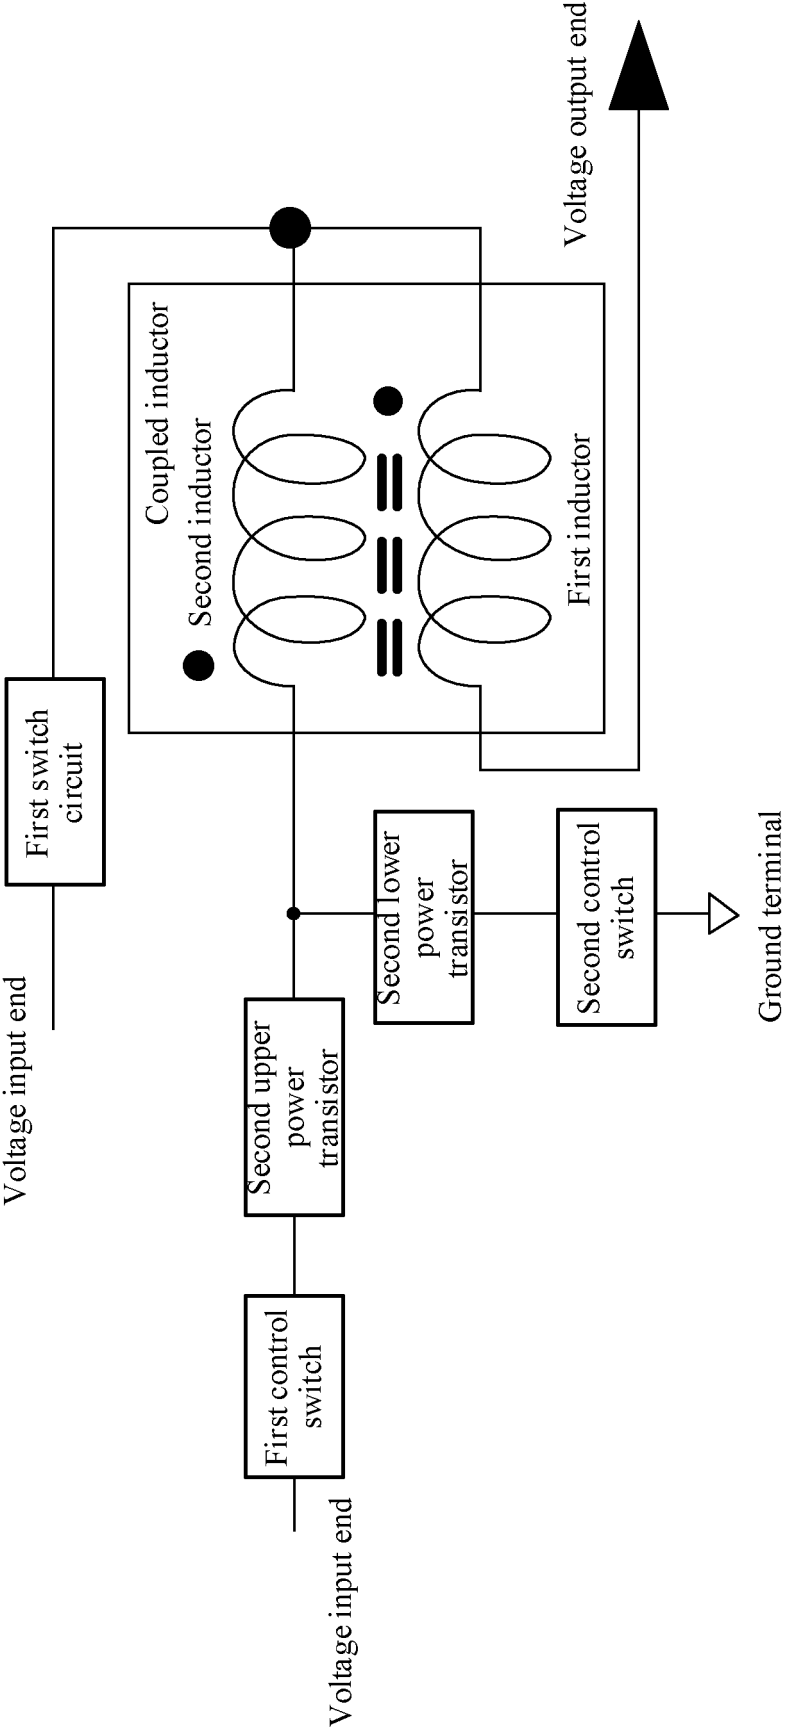 Voltage input end
First switch
circuit
Coupled inductor
Second inductor
First inductor
Voltage output end
Voltage input end
First control
switch
Second upper
power
transistor
Second lower
power
transistor
Second control
switch
Ground terminal